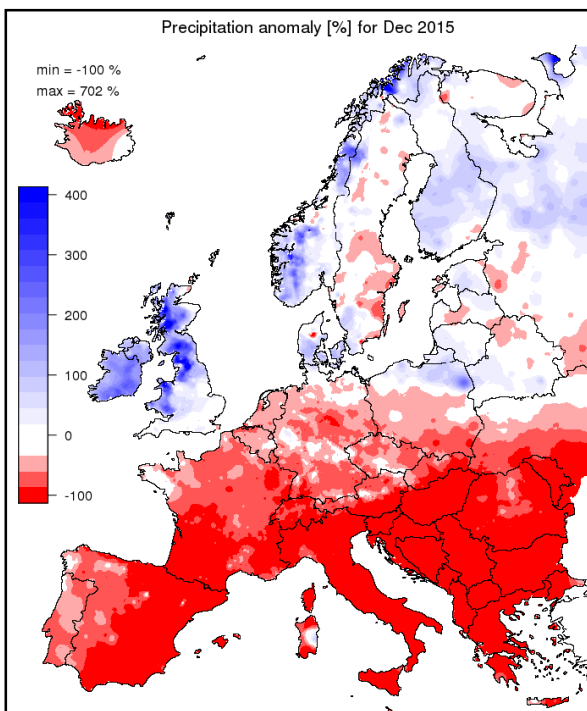 Precipitation anomaly [%] for Dec 2015
min = -100 %
max = 702 %
400
300
200
100
0
-100